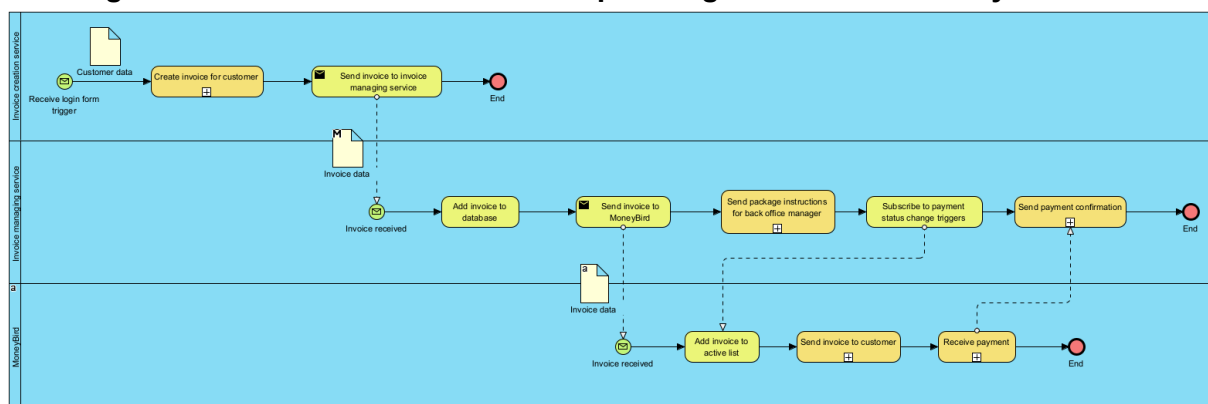 Invoice creation service
Customer data
Receive login form
trigger
Create invoice for customer
Send invoice to invoice
managing service
End
Invoice managing service
M
Invoice data
Invoice received
Add invoice to
database
Send invoice to
MoneyBird
Send package instructions
for back office manager
Subscribe to payment
status change triggers
Send payment confirmation
End
a
MoneyBird
a
Invoice data
Invoice received
Add invoice to
active list
Send invoice to customer
Receive payment
End